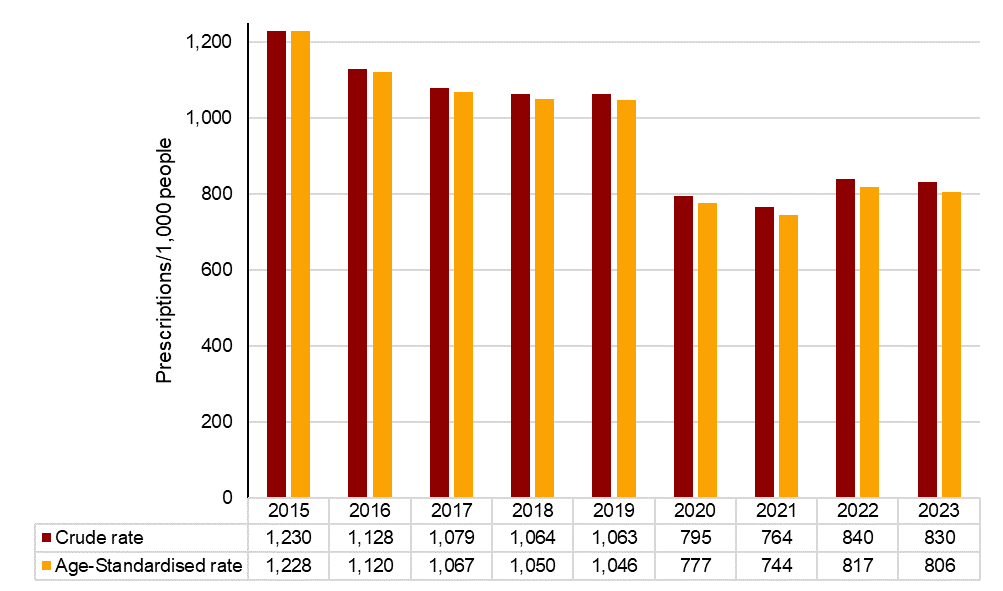 Prescriptions/1,000 people
1,200
1,000
800
600
400
200
0
2015 2016 2017 2018 2019 2020 2021 2022 2023
Crude rate 1,230 1,128 1,079 1,064 1,063 795 764 840 830
Age-Standardised rate 1,228 1,120 1,067 1,050 1,046 777 744 817 806